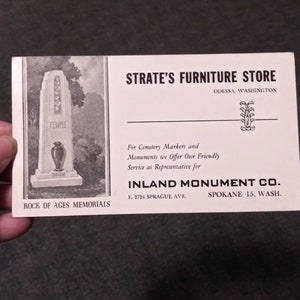 STRATE'S FURNITURE STORE
ODESSA, WASHINGTON
TEMPLE
For Cemetery Markers and
Monuments we Offer Our Friendly
Service as Representative for
INLAND MONUMENT CO.
E. 2724 SPRAGUE AVE. SPOKANE 15, WASH.
ROCK OF AGES MEMORIALS